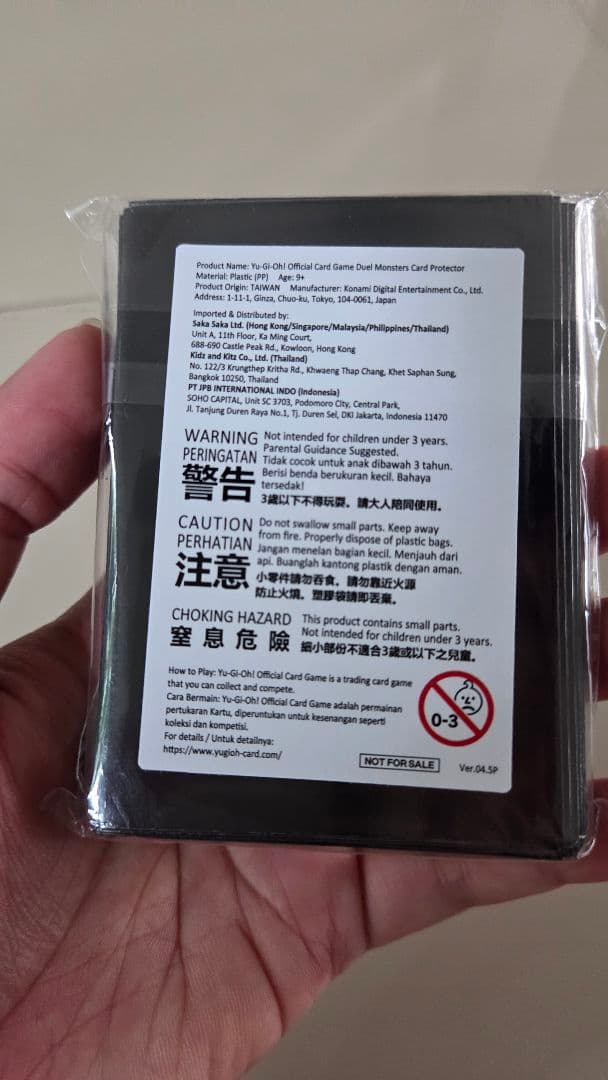 Product Name: Yu-Gi-Oh! Official Card Game Duel Monsters Card Protector
Material: Plastic (PP) Age: 9+
Product Origin: TAIWAN Manufacturer: Konami Digital Entertainment Co., Ltd.
Address: 1-11-1, Ginza, Chuo-ku, Tokyo, 104-0061, Japan
Imported & Distributed by:
Saka Saka Ltd. (Hong Kong/Singapore/Malaysia/Philippines/Thailand)
Unit A, 11th Floor, Ka Ming Court,
688-690 Castle Peak Rd., Kowloon, Hong Kong
Kidz and Kitz Co., Ltd. (Thailand)
No. 122/3 Krungthep Kritha Rd., Khwaeng Thap Chang, Khet Saphan Sung,
Bangkok 10250, Thailand
PT JPB INTERNATIONAL INDO (Indonesia)
SOHO CAPITAL, Unit SC 3703, Podomoro City, Central Park,
Jl. Tanjung Duren Raya No.1, Tj. Duren Sel, DKI Jakarta, Indonesia 11470
WARNING
PERINGATAN
警告
Not intended for children under 3 years.
Parental Guidance Suggested.
Tidak cocok untuk anak dibawah 3 tahun.
Berisi benda berukuran kecil. Bahaya
tersedak!
3歲以下不得玩耍。請大人陪同使用。
CAUTION
PERHATIAN
注意
Do not swallow small parts. Keep away
from fire. Properly dispose of plastic bags.
Jangan menelan bagian kecil. Menjauh dari
api. Buanglah kantong plastik dengan aman.
小零件請勿吞食，請勿靠近火源
防止火燒。塑膠袋請即丟棄。
CHOKING HAZARD
窒息危險
This product contains small parts.
Not intended for children under 3 years.
細小部份不適合3歲或以下之兒童。
How to Play: Yu-Gi-Oh! Official Card Game is a trading card game
that you can collect and compete.
Cara Bermain: Yu-Gi-Oh! Official Card Game adalah permainan
pertukaran Kartu, diperuntukan untuk kesenangan seperti
koleksi dan kompetisi.
For details / Untuk detailnya:
https://www.yugioh-card.com/
0-3
NOT FOR SALE
Ver.04.5P